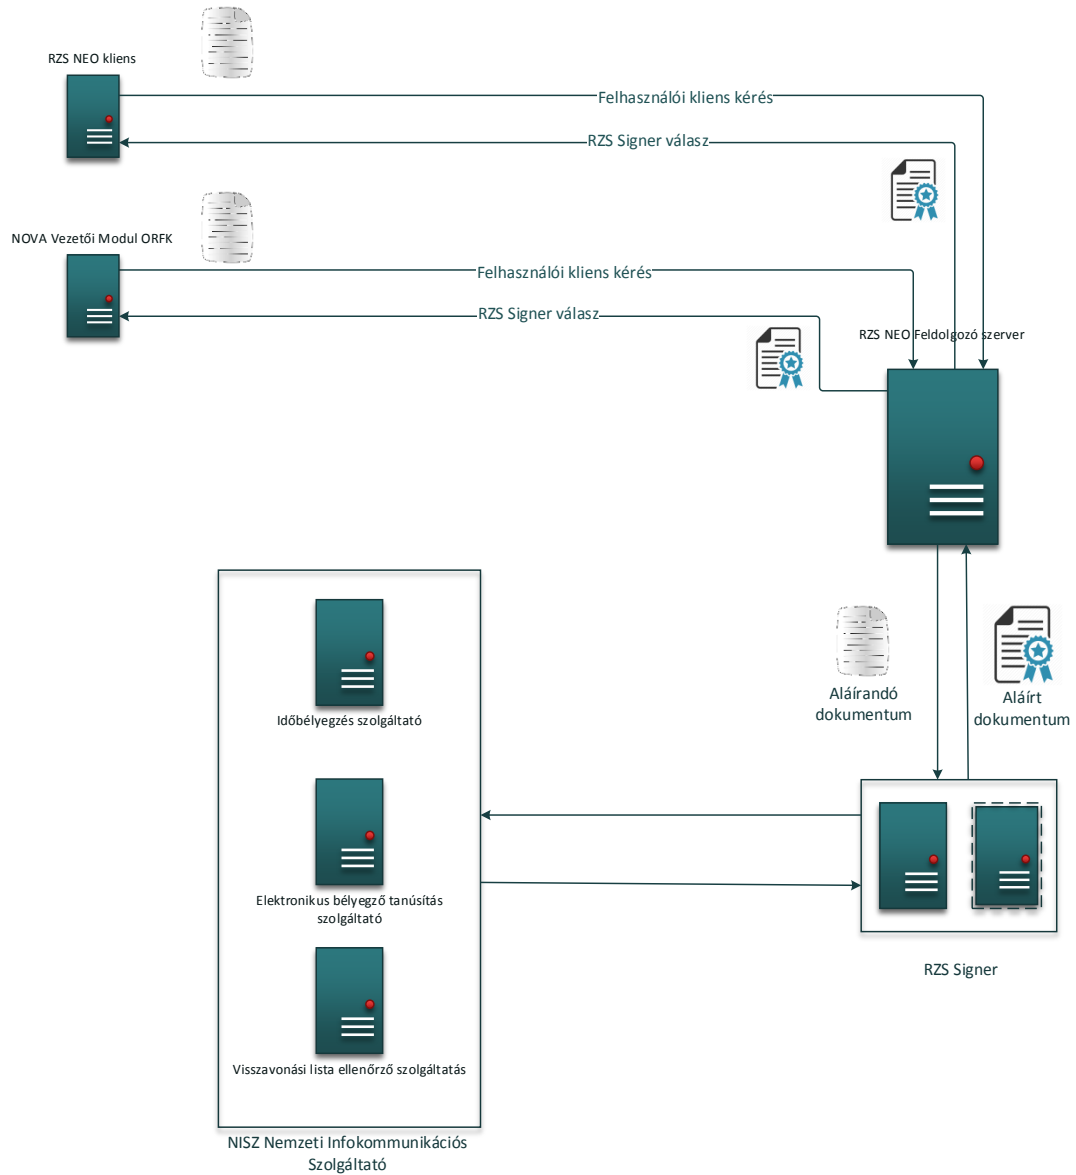 RZS NEO kliens
Felhasználói kliens kérés
RZS Signer válasz
NOVA Vezetői Modul ORFK
Felhasználói kliens kérés
RZS Signer válasz
RZS NEO Feldolgozó szerver
Aláírandó
dokumentum
Aláírt
dokumentum
Időbélyegzés szolgáltató
Elektronikus bélyegző tanúsítás
szolgáltató
RZS Signer
Visszavonási lista ellenőrző szolgáltatás
NISZ Nemzeti Infokommunikációs
Szolgáltató